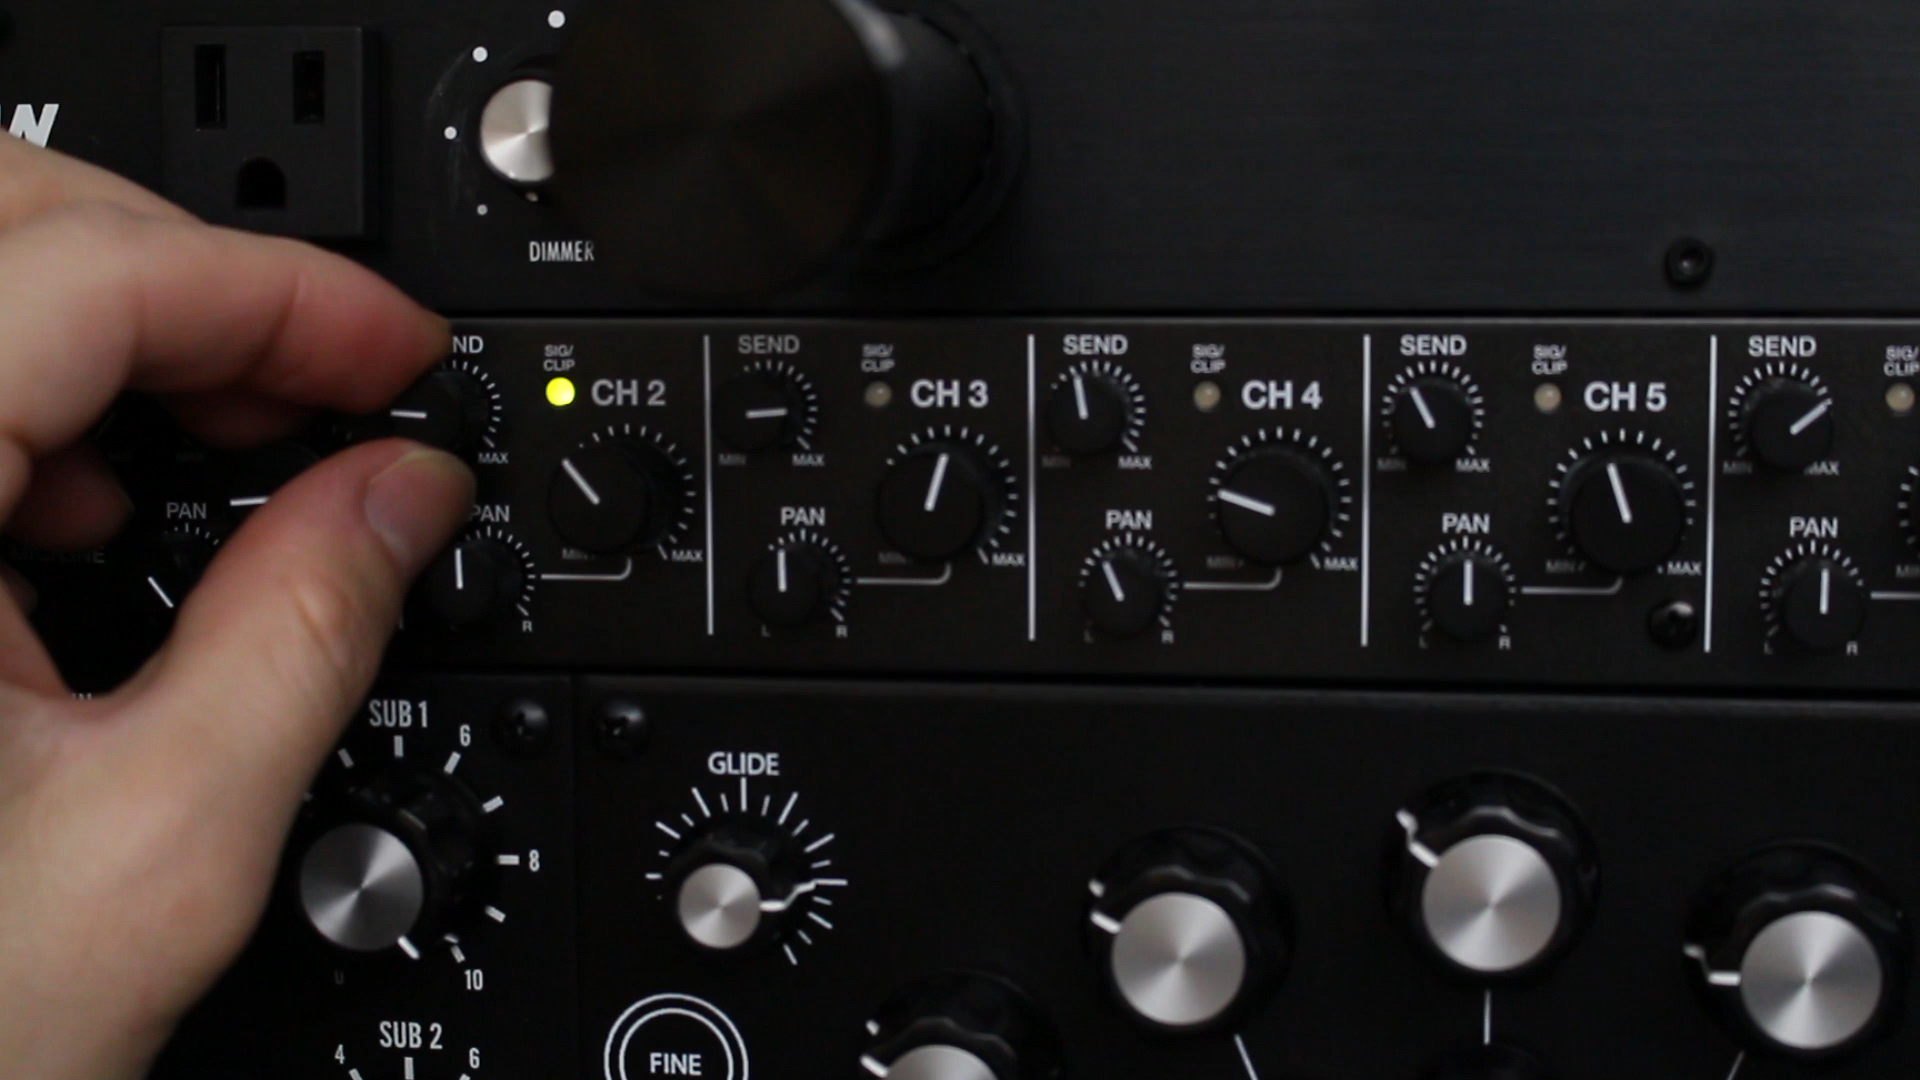 W
DIMMER
ND
SIG/
CLIP
CH 2
MAX
PAN
MIN
MAX
R
SEND
SIG/
CLIP
CH 3
MIN
MAX
PAN
MIN
MAX
L
R
SEND
SIG/
CLIP
CH 4
MIN
MAX
PAN
MIN
MAX
L
R
SEND
SIG/
CLIP
CH 5
MIN
MAX
PAN
MIN
MAX
L
R
SEND
SIG/
CLIP
MIN
MAX
PAN
L
R
PAN
SUB 1
6
8
10
SUB 2
4
6
GLIDE
FINE